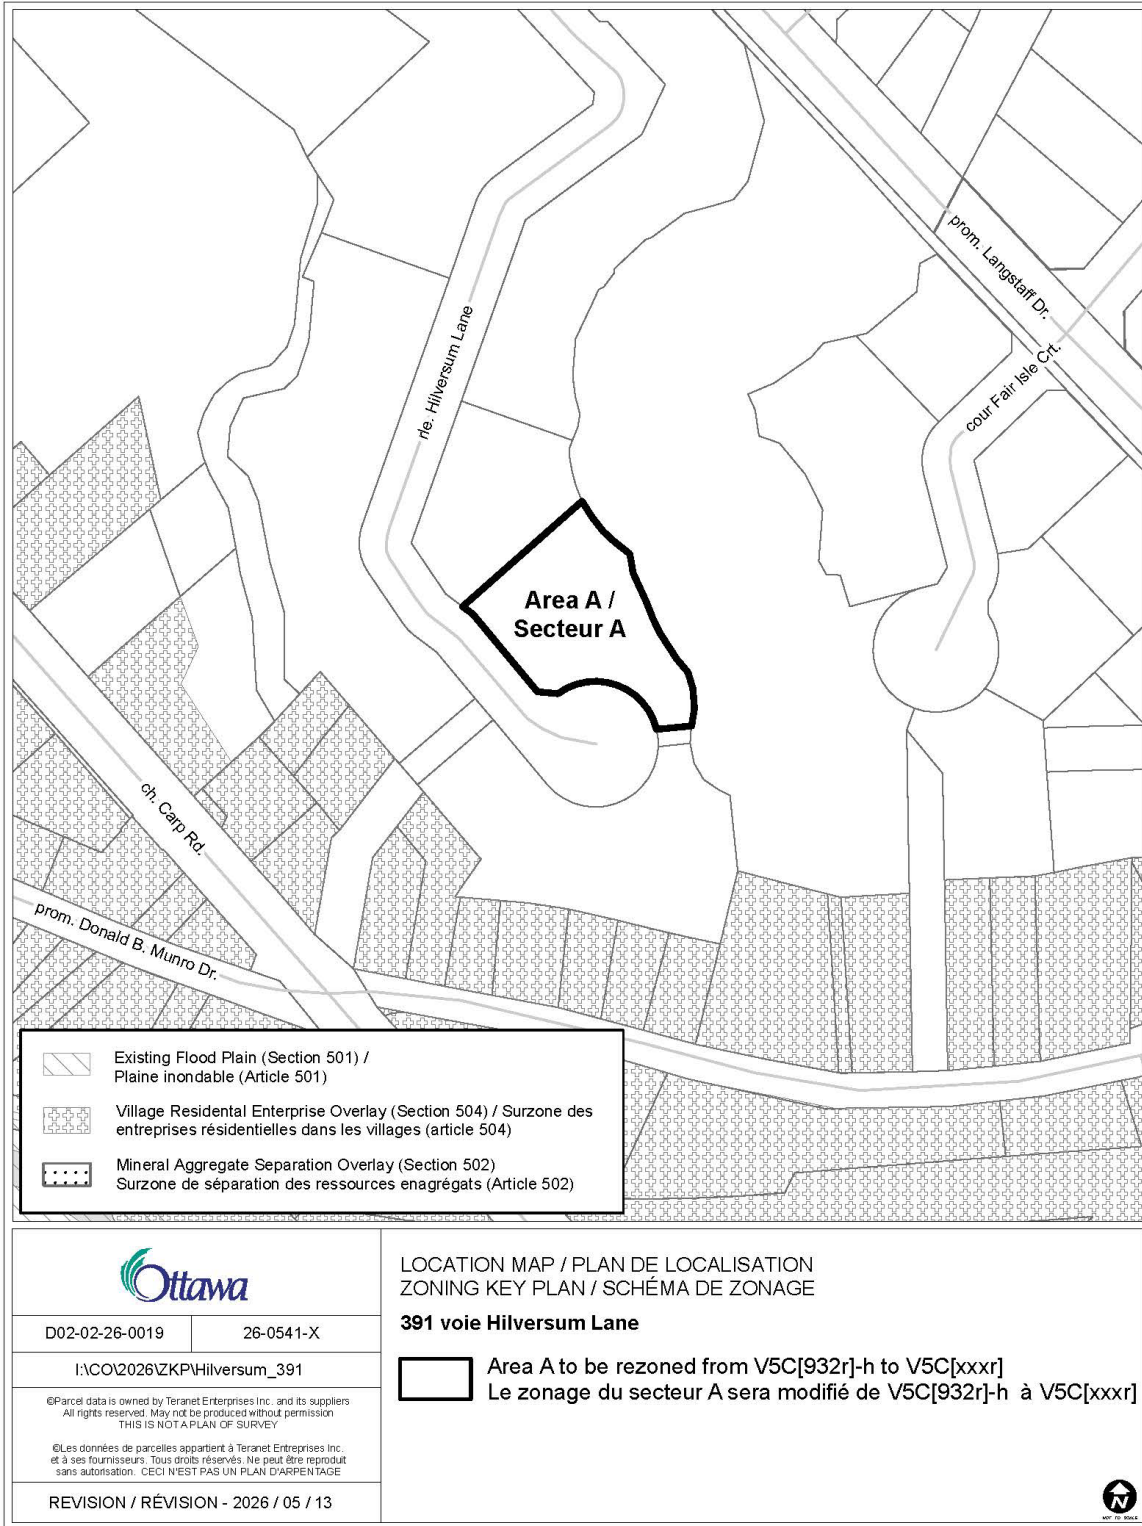 prom. Langstaff Dr.
cour Fair Isle Crt.
rle. Hilversum Lane
Area A /
Secteur A
ch. Carp Rd.
prom. Donald B. Munro Dr.
Existing Flood Plain (Section 501) /
Plaine inondable (Article 501)
Village Residental Enterprise Overlay (Section 504) / Surzone des
entreprises résidentielles dans les villages (article 504)
Mineral Aggregate Separation Overlay (Section 502)
Surzone de séparation des ressources enagrégats (Article 502)
Ottawa
D02-02-26-0019
26-0541-X
I:\CO\2026\ZKP\Hilversum_391
©Parcel data is owned by Teranet Enterprises Inc. and its suppliers
All rights reserved. May not be produced without permission
THIS IS NOT A PLAN OF SURVEY
©Les données de parcelles appartient à Teranet Entreprises Inc.
et à ses fournisseurs. Tous droits réservés. Ne peut être reproduit
sans autorisation. CECI N'EST PAS UN PLAN D'ARPENTAGE
REVISION / RÉVISION - 2026 / 05 / 13
LOCATION MAP / PLAN DE LOCALISATION
ZONING KEY PLAN / SCHÉMA DE ZONAGE
391 voie Hilversum Lane
Area A to be rezoned from V5C[932r]-h to V5C[xxxr]
Le zonage du secteur A sera modifié de V5C[932r]-h à V5C[xxxr]
N
NOT TO SCALE